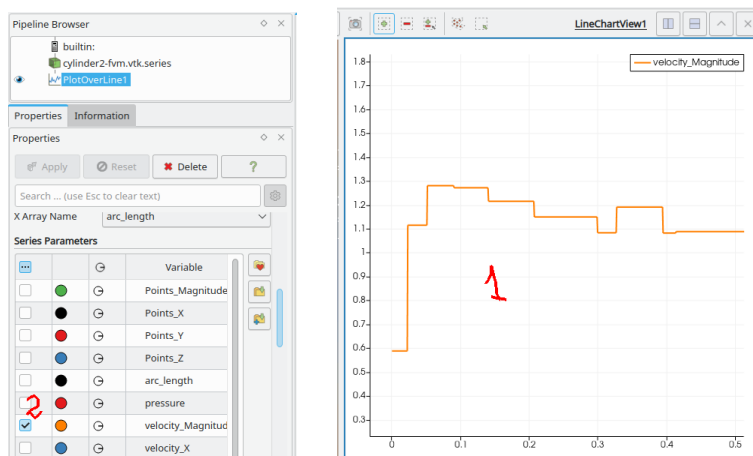 Pipeline Browser
builtin:
cylinder2-fvm.vtk.series
PlotOverLine1
Properties
Information
Properties
Apply
Reset
Delete
?
Search ... (use Esc to clear text)
X Array Name
arc_length
Series Parameters
Variable
Points_Magnitude
Points_X
Points_Y
Points_Z
arc_length
pressure
velocity_Magnitud
velocity_X
2
LineChartView1
velocity_Magnitude
1.8
1.7
1.6
1.5
1.4
1.3
1.2
1.1
1
0.9
0.8
0.7
0.6
0.5
0.4
0.3
1
0
0.1
0.2
0.3
0.4
0.5